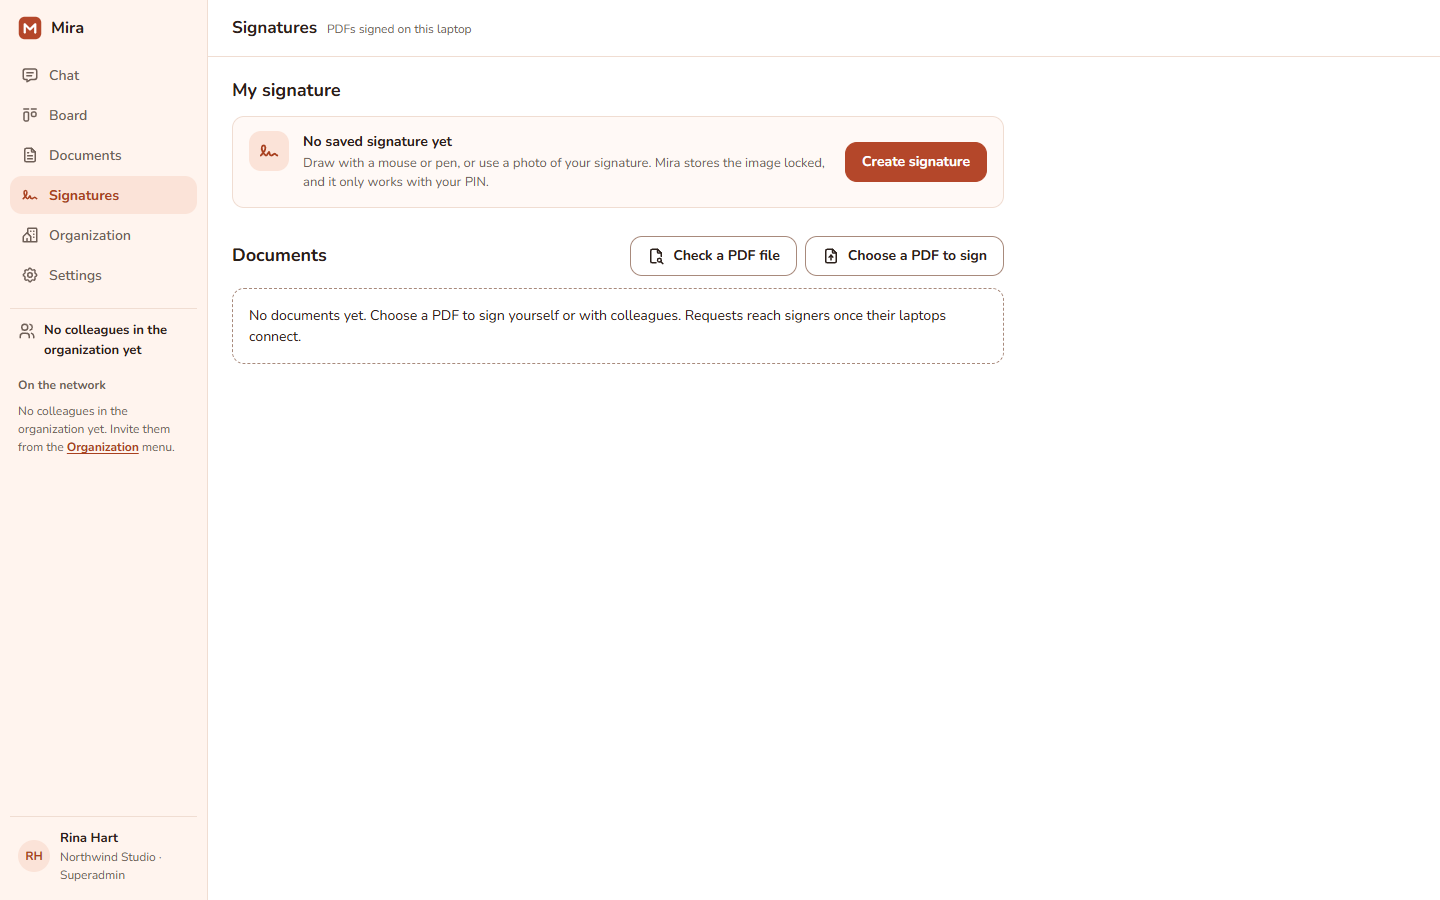 Mira
Chat
Board
Documents
Signatures
Organization
Settings
No colleagues in the
organization yet
On the network
No colleagues in the
organization yet. Invite them
from the Organization menu.
RH
Rina Hart
Northwind Studio ·
Superadmin
Signatures PDFs signed on this laptop
My signature
No saved signature yet
Draw with a mouse or pen, or use a photo of your signature. Mira stores the image locked,
and it only works with your PIN.
Create signature
Documents
Check a PDF file
Choose a PDF to sign
No documents yet. Choose a PDF to sign yourself or with colleagues. Requests reach signers once their laptops
connect.